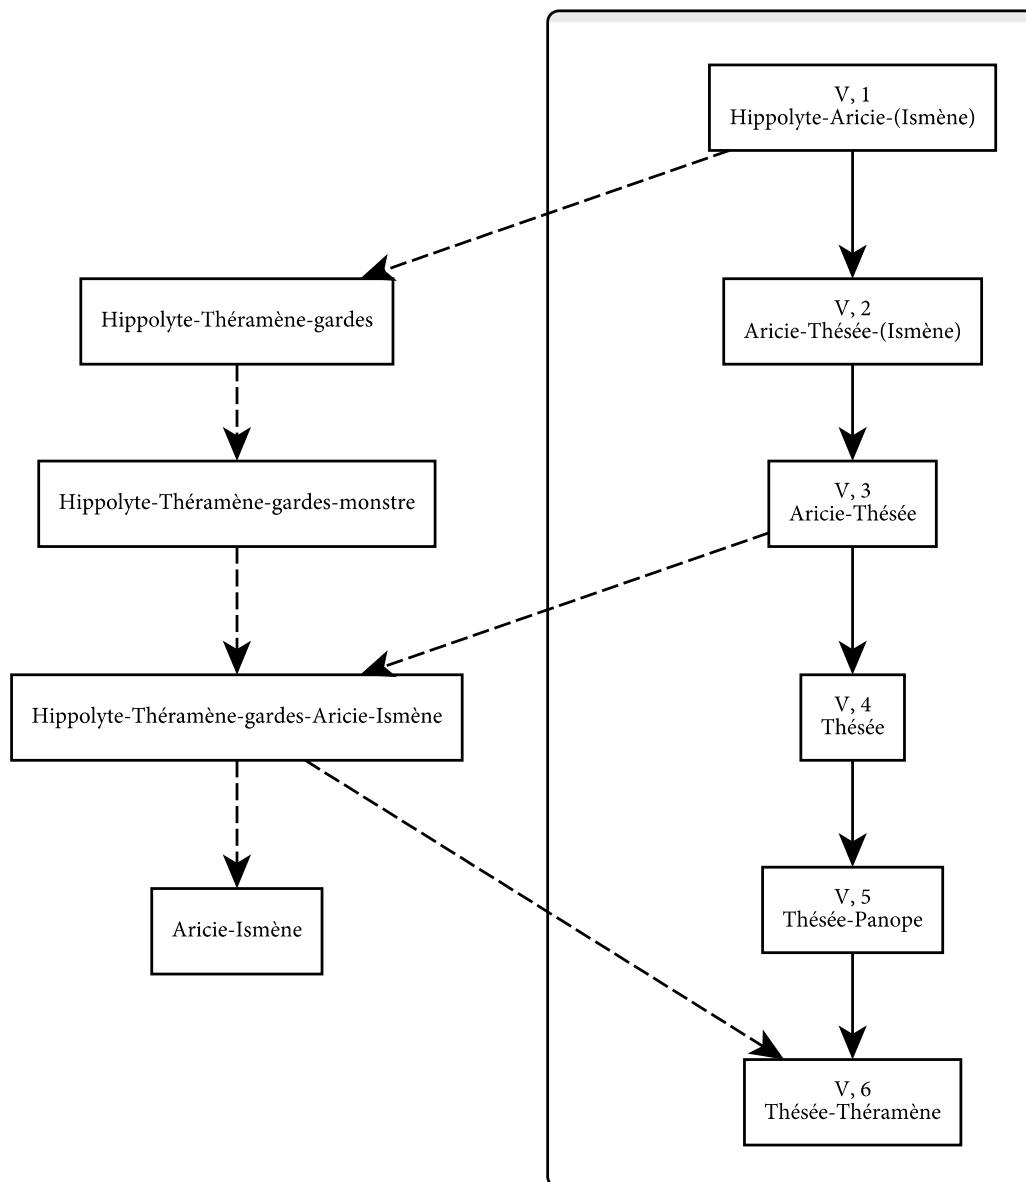 V, 1
Hippolyte-Aricie-(Ismène)
Hippolyte-Théramène-gardes
V, 2
Aricie-Thésée-(Ismène)
Hippolyte-Théramène-gardes-monstre
V, 3
Aricie-Thésée
Hippolyte-Théramène-gardes-Aricie-Ismène
V, 4
Thésée
V, 5
Thésée-Panope
Aricie-Ismène
V, 6
Thésée-Théramène